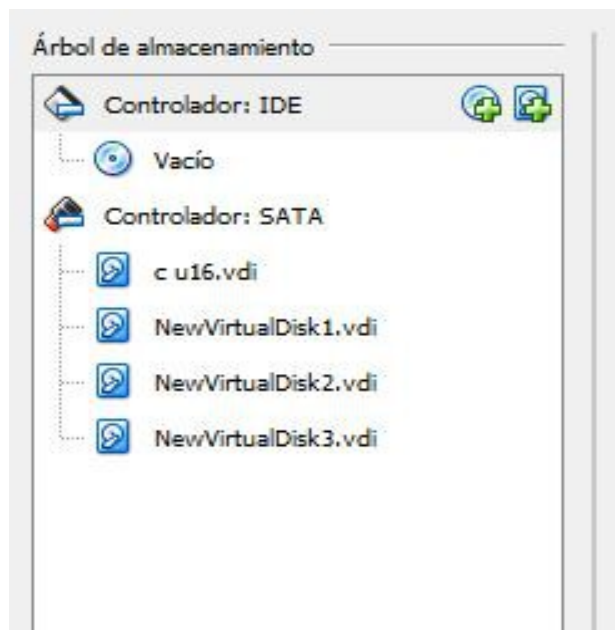 Árbol de almacenamiento
Controlador: IDE
Vacío
Controlador: SATA
c u16.vdi
NewVirtualDisk1.vdi
NewVirtualDisk2.vdi
NewVirtualDisk3.vdi